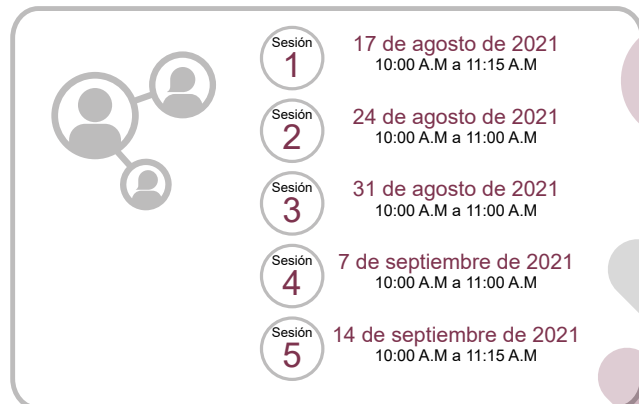 Sesión
1
17 de agosto de 2021
10:00 A.M a 11:15 A.M
Sesión
2
24 de agosto de 2021
10:00 A.M a 11:00 A.M
Sesión
3
31 de agosto de 2021
10:00 A.M a 11:00 A.M
Sesión
4
7 de septiembre de 2021
10:00 A.M a 11:00 A.M
Sesión
5
14 de septiembre de 2021
10:00 A.M a 11:15 A.M